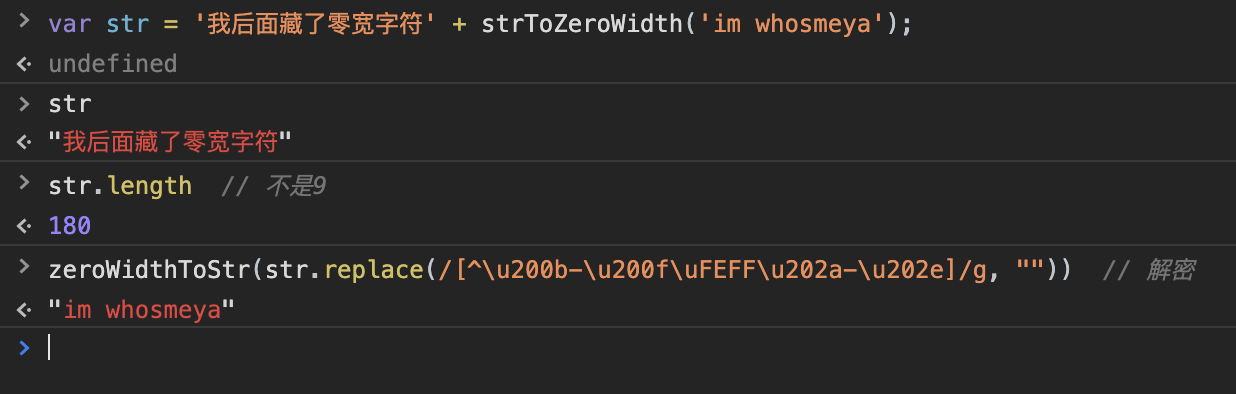 > var str = '我后面藏了零宽字符' + strToZeroWidth('im whosmeya');
undefined
> str
"我后面藏了零宽字符"
> str.length // 不是9
180
> zeroWidthToStr(str.replace(/[^\u200b-\u200f\uFEFF\u202a-\u202e]/g, "")) // 解密
"im whosmeya"
>